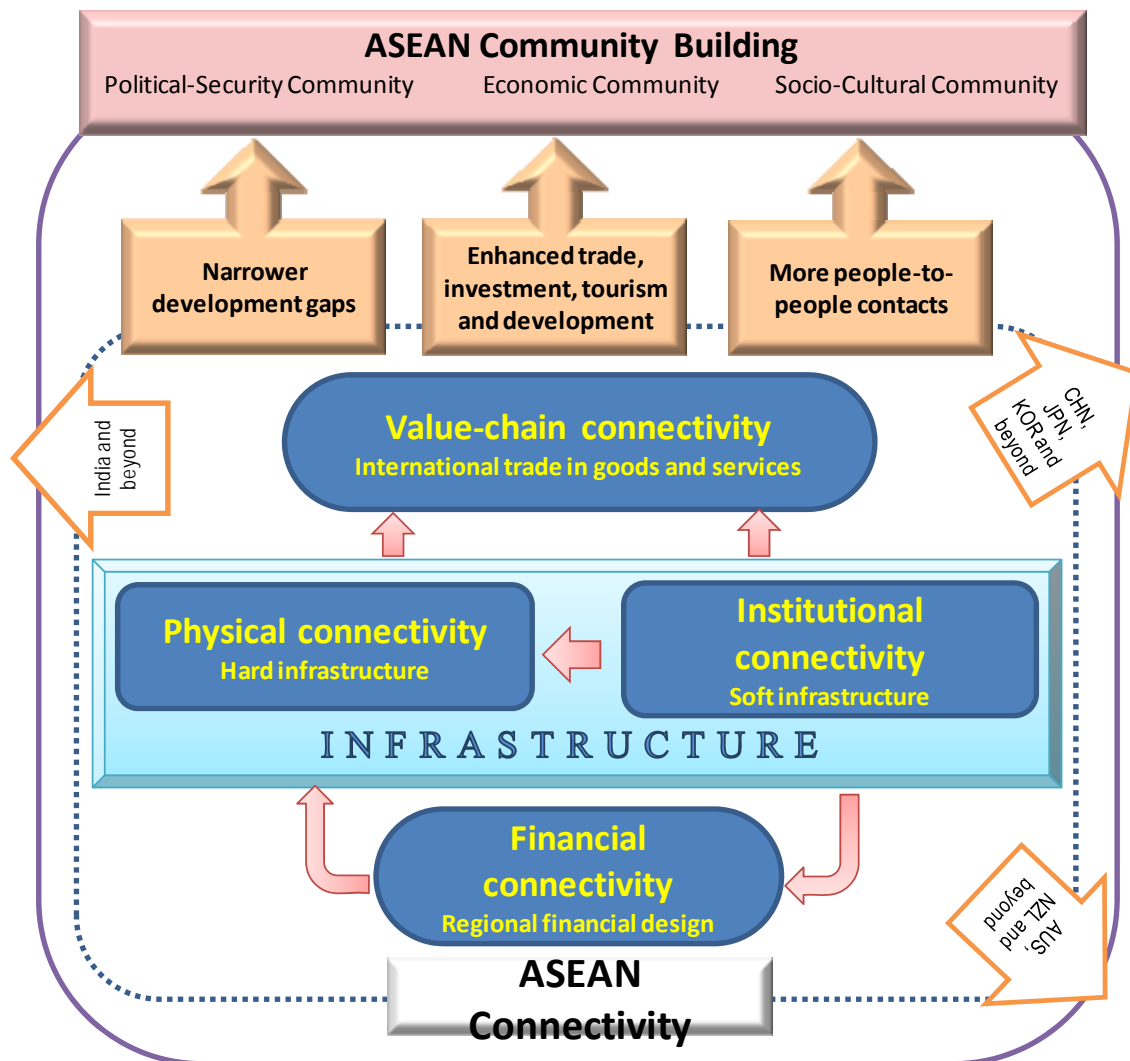 ASEAN Community Building
Political-Security Community Economic Community Socio-Cultural Community
Narrower
development gaps
Enhanced trade,
investment, tourism
and development
More people-to-
people contacts
India and
beyond
CHN,
JPN,
KOR and
beyond
Value-chain connectivity
International trade in goods and services
Physical connectivity
Hard infrastructure
Institutional
connectivity
Soft infrastructure
INFRASTRUCTURE
Financial
connectivity
Regional financial design
AUS,
NZL and
beyond
ASEAN
Connectivity